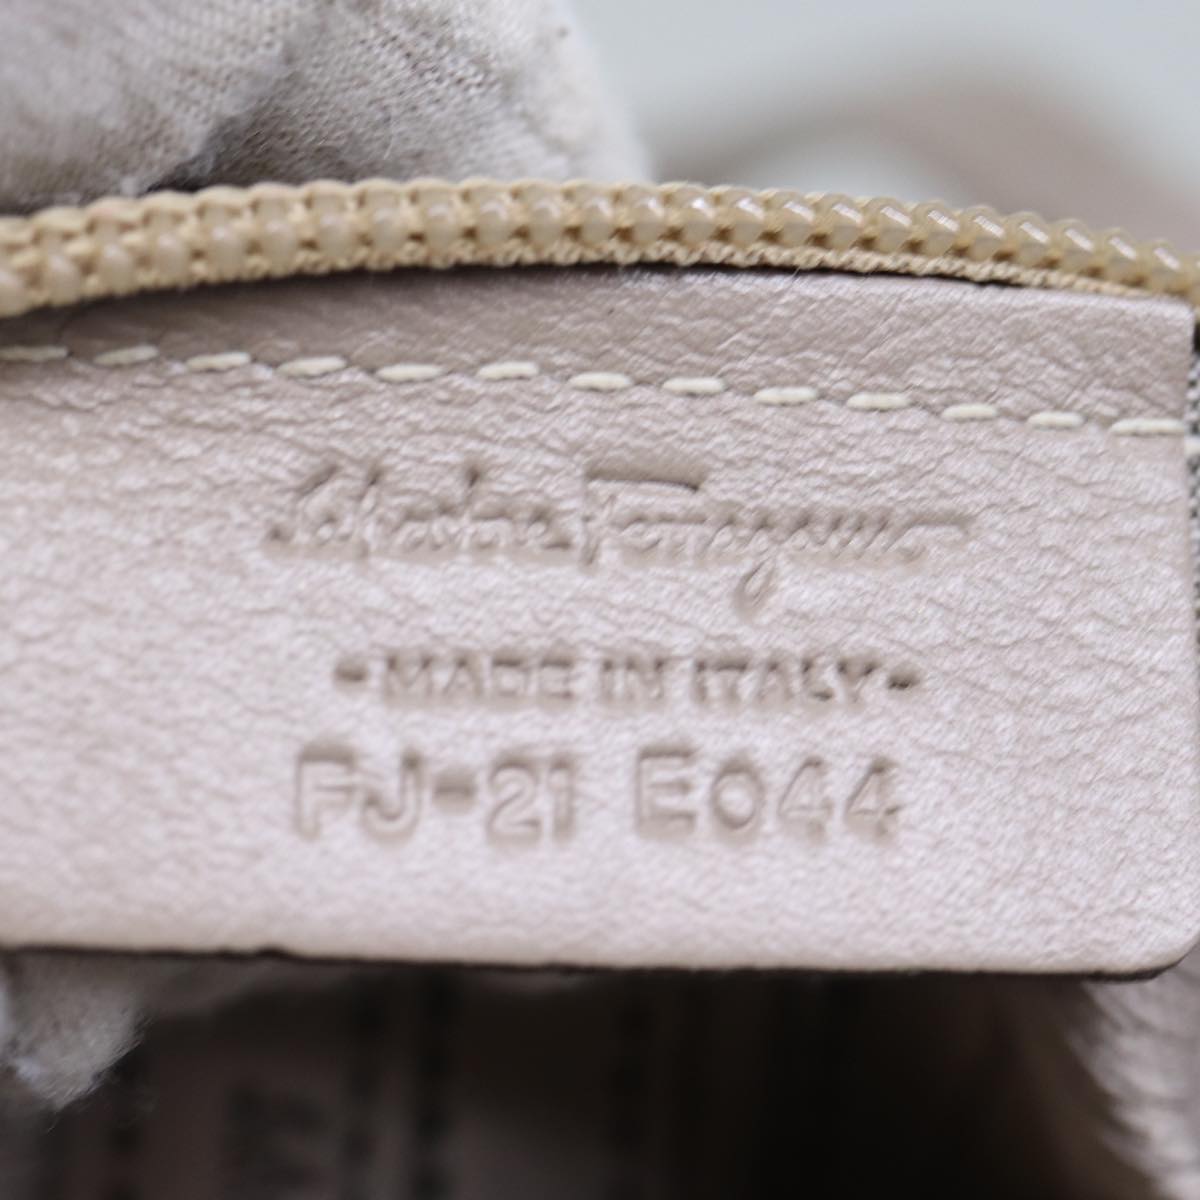 Salvatore Ferragamo
-MADE IN ITALY-
FJ-21 E044